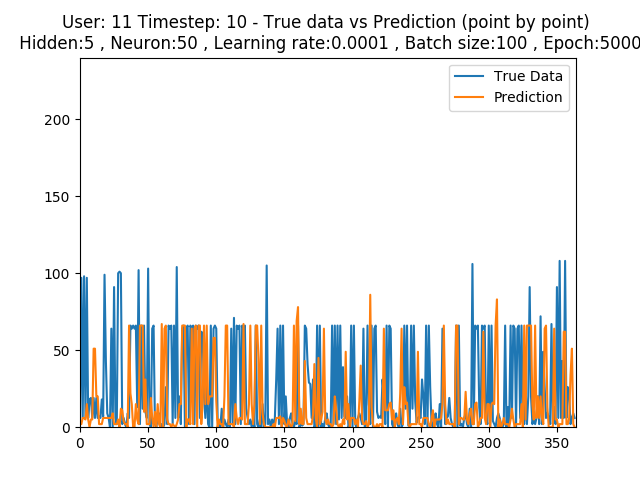 User: 11 Timestep: 10 - True data vs Prediction (point by point)
Hidden:5 , Neuron:50 , Learning rate:0.0001 , Batch size:100 , Epoch:5000
True Data
Prediction
200
150
100
50
0
0 50 100 150 200 250 300 350